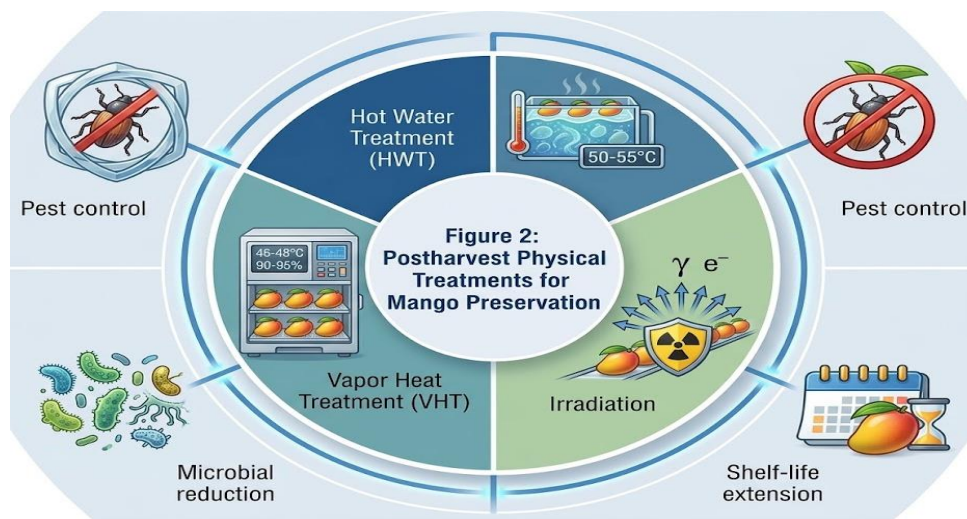 Hot Water
Treatment
(HWT)
50-55°C
Pest control
Pest control
46-48°C
90-95%
Figure 2:
Postharvest Physical
Treatments for
Mango Preservation
γ e⁻
Vapor Heat
Treatment (VHT)
Irradiation
Microbial
reduction
Shelf-life
extension